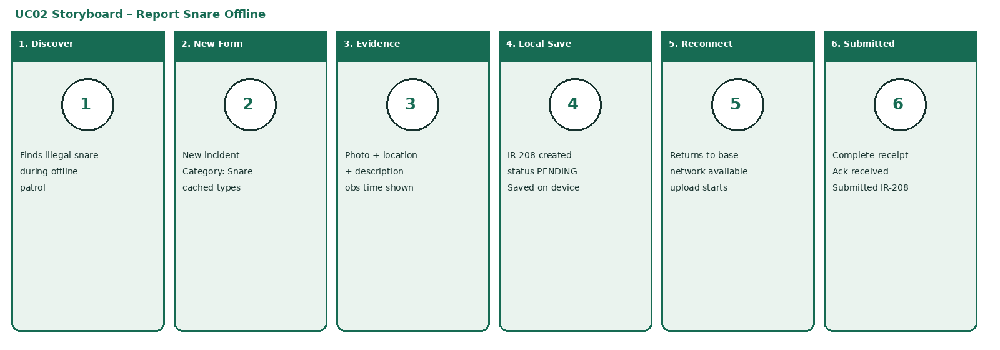 UC02 Storyboard – Report Snare Offline
1. Discover
1
Finds illegal snare
during offline
patrol
2. New Form
2
New incident
Category: Snare
cached types
3. Evidence
3
Photo + location
+ description
obs time shown
4. Local Save
4
IR-208 created
status PENDING
Saved on device
5. Reconnect
5
Returns to base
network available
upload starts
6. Submitted
6
Complete-receipt
Ack received
Submitted IR-208